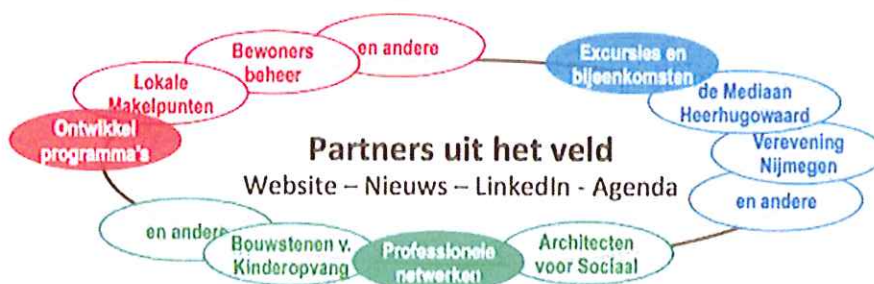 en andere
Bewoners
beheer
Lokale
Makelpunten
Ontwikkel
programma's
Excursies en
bijeenkomsten
de Mediaan
Heerhugowaard
Verevening
Nijmegen
en andere
Partners uit het veld
Website – Nieuws – LinkedIn - Agenda
en andere
Bouwstenen v.
Kinderopvang
Professionele
netwerken
Architecten
voor Sociaal